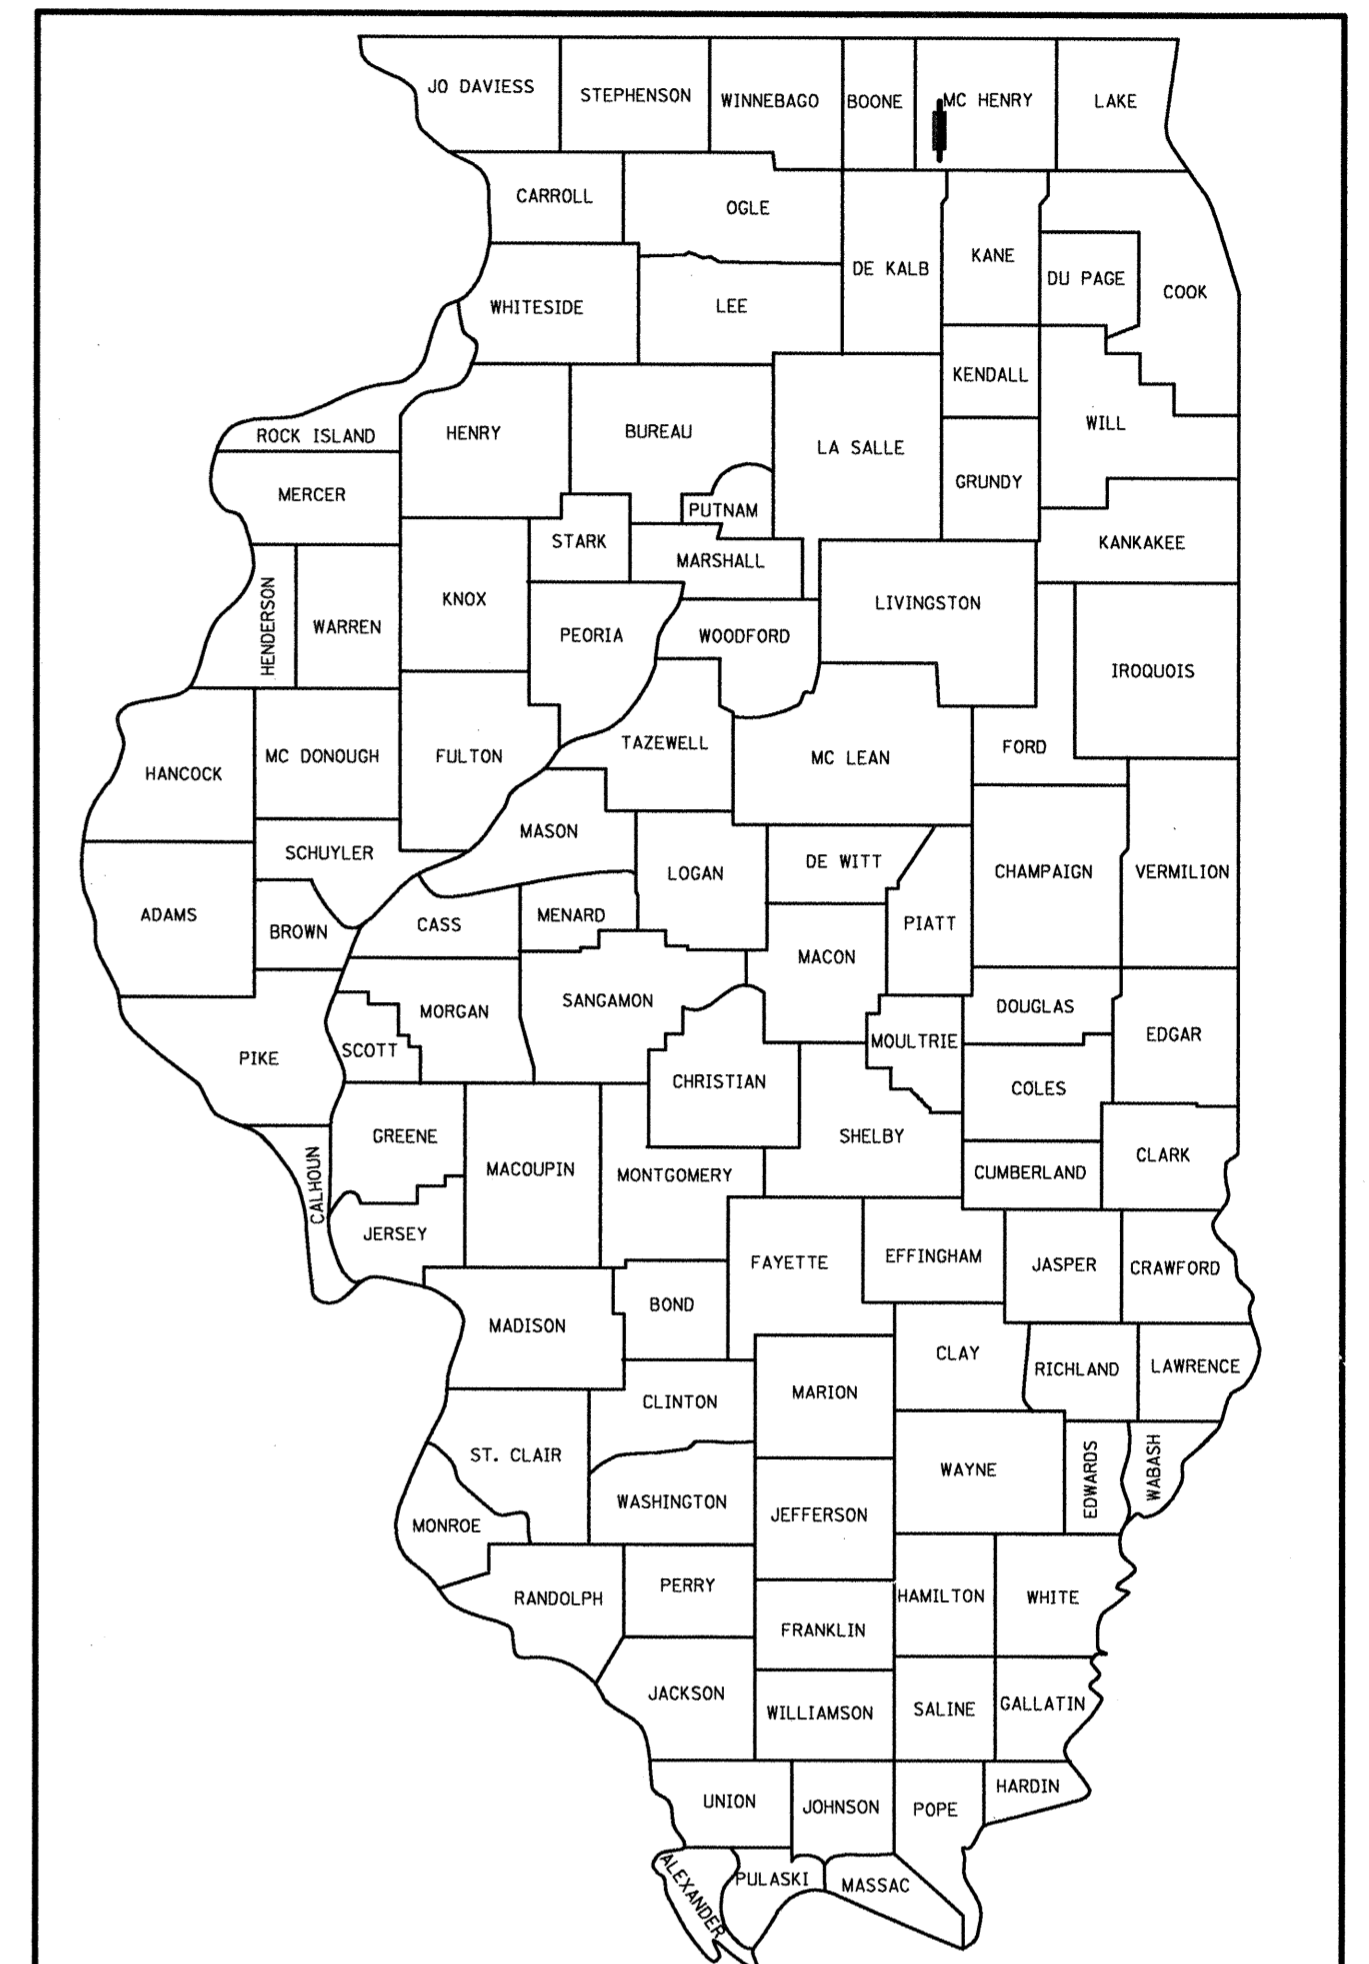 JO DAVIESS
STEPHENSON
WINNEBAGO
BOONE
MC HENRY
LAKE
CARROLL
OGLE
DE KALB
KANE
DU PAGE
COOK
WHITESIDE
LEE
KENDALL
ROCK ISLAND
HENRY
BUREAU
LA SALLE
WILL
MERCER
PUTNAM
GRUNDY
STARK
MARSHALL
KANKAKEE
HENDERSON
WARREN
KNOX
PEORIA
WOODFORD
LIVINGSTON
IROQUOIS
HANCOCK
MC DONOUGH
FULTON
TAZEWELL
MC LEAN
FORD
SCHUYLER
MASON
LOGAN
DE WITT
CHAMPAIGN
VERMILION
ADAMS
BROWN
CASS
MENARD
MACON
PIATT
PIKE
SCOTT
MORGAN
SANGAMON
CHRISTIAN
MOULTRIE
DOUGLAS
EDGAR
COLES
CALHOUN
GREENE
MACOUPIN
MONTGOMERY
SHELBY
CUMBERLAND
CLARK
JERSEY
FAYETTE
EFFINGHAM
JASPER
CRAWFORD
MADISON
BOND
CLAY
RICHLAND
LAWRENCE
CLINTON
MARION
ST. CLAIR
WAYNE
EDWARDS
WABASH
MONROE
WASHINGTON
JEFFERSON
RANDOLPH
PERRY
FRANKLIN
HAMILTON
WHITE
JACKSON
WILLIAMSON
SALINE
GALLATIN
UNION
JOHNSON
POPE
HARDIN
ALEXANDER
PULASKI
MASSAC